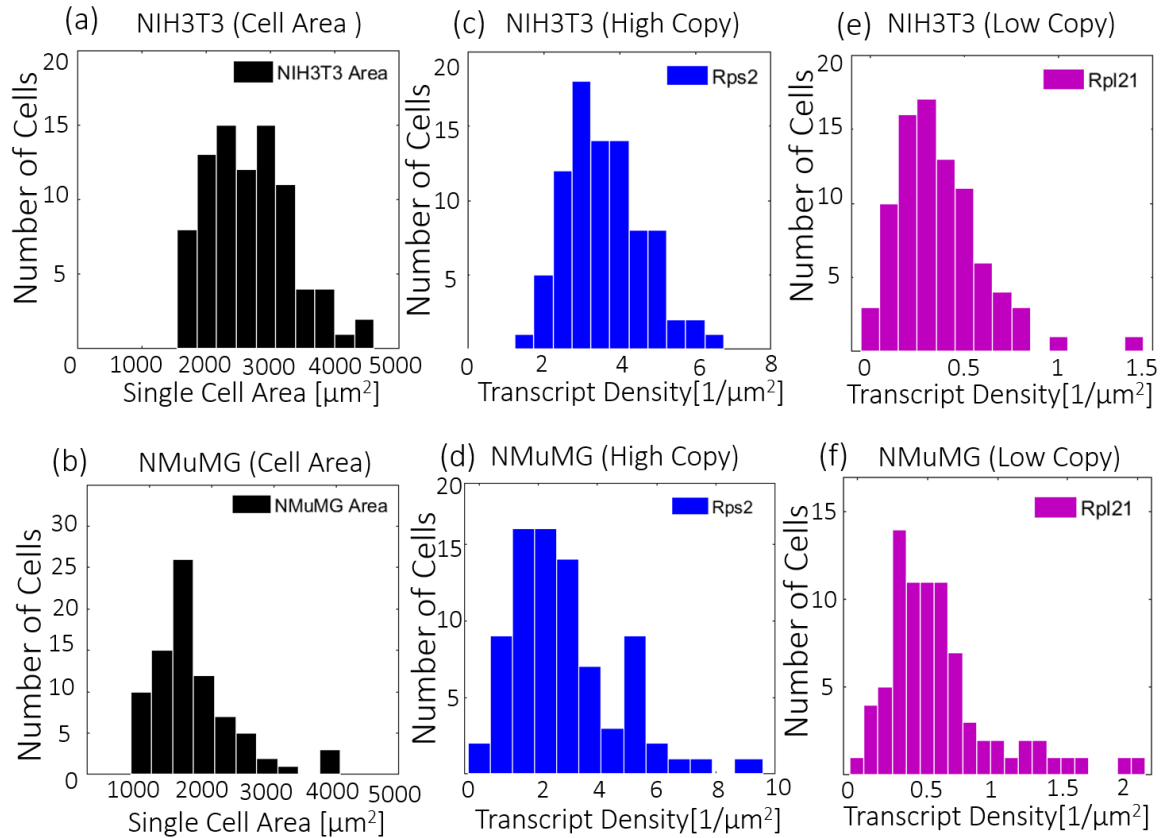 (a)
NIH3T3 (Cell Area )
NIH3T3 Area
Number of Cells
20
15
10
5
0
1000
2000
3000
4000
5000
Single Cell Area [µm²]
(c)
NIH3T3 (High Copy)
Rps2
Number of Cells
20
15
10
5
0
2
4
6
8
Transcript Density[1/µm²]
(e)
NIH3T3 (Low Copy)
Rpl21
Number of Cells
20
15
10
5
0
0.5
1
1.5
Transcript Density[1/µm²]
(b)
NMuMG (Cell Area)
NMuMG Area
Number of Cells
30
25
20
15
10
5
0
1000
2000
3000
4000
5000
Single Cell Area [µm²]
(d)
NMuMG (High Copy)
Rps2
Number of Cells
20
15
10
5
0
2
4
6
8
10
Transcript Density[1/µm²]
(f)
NMuMG (Low Copy)
Rpl21
Number of Cells
15
10
5
0
0.5
1
1.5
2
Transcript Density[1/µm²]